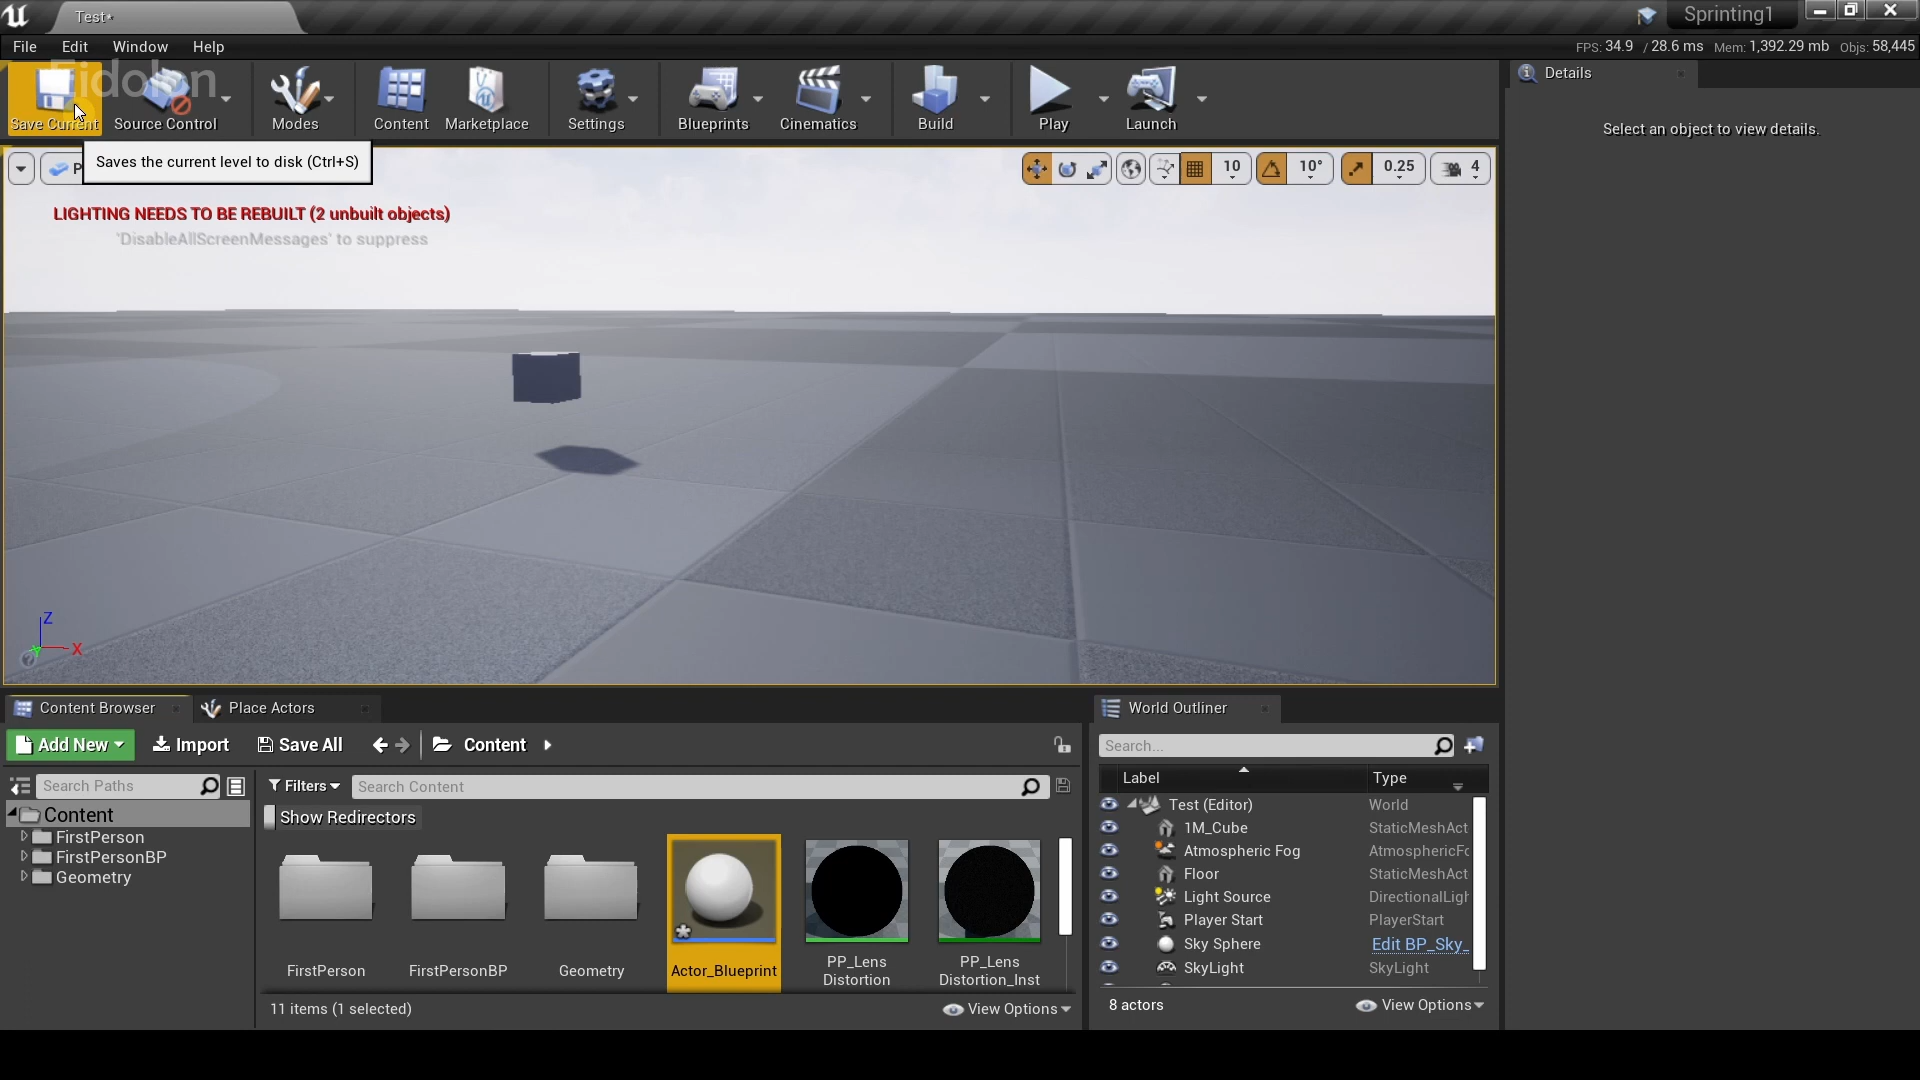 Test*
Sprinting1
File Edit Window Help
FPS: 34.9 / 28.6 ms Mem: 1,392.29 mb Objs: 58,445
Eidolon
Save Current Source Control Modes Content Marketplace Settings Blueprints Cinematics Build Play Launch
Details
Select an object to view details.
Saves the current level to disk (Ctrl+S)
P
10 10° 0.25 4
LIGHTING NEEDS TO BE REBUILT (2 unbuilt objects)
'DisableAllScreenMessages' to suppress
Z
Y X
Content Browser Place Actors
Add New Import Save All Content
Search Paths
Filters Search Content
Content
FirstPerson
FirstPersonBP
Geometry
Show Redirectors
FirstPerson FirstPersonBP Geometry Actor_Blueprint
PP_Lens
Distortion
PP_Lens
Distortion_Inst
11 items (1 selected) View Options
World Outliner
Search...
Label Type
Test (Editor) World
1M_Cube StaticMeshAct
Atmospheric Fog AtmosphericFo
Floor StaticMeshAct
Light Source DirectionalLigh
Player Start PlayerStart
Sky Sphere Edit BP_Sky_
SkyLight SkyLight
8 actors View Options